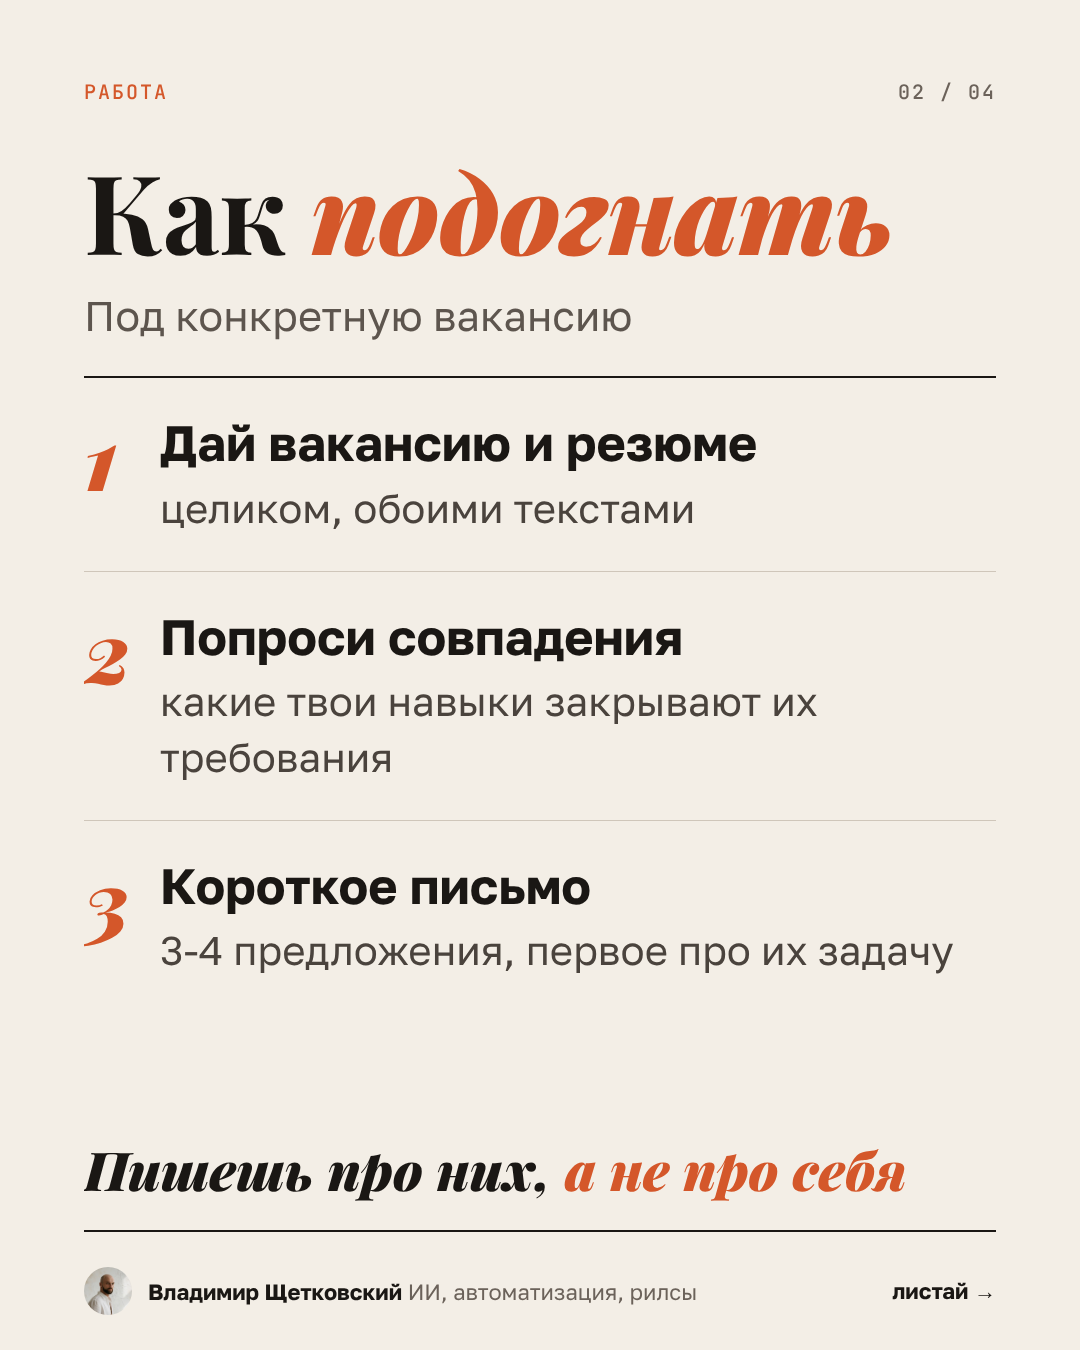 РАБОТА
02 / 04
Как подогнать
Под конкретную вакансию
1
Дай вакансию и резюме
целиком, обоими текстами
2
Попроси совпадения
какие твои навыки закрывают их
требования
3
Короткое письмо
3-4 предложения, первое про их задачу
Пишешь про них, а не про себя
Владимир Щетковский ИИ, автоматизация, рилсы
листай →